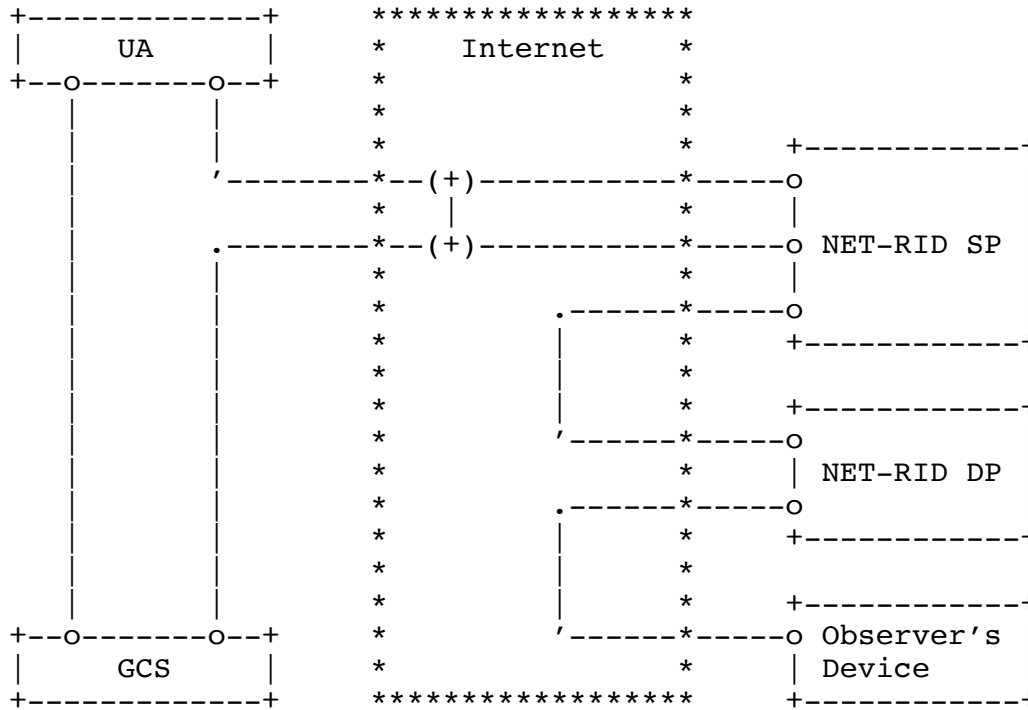 UA
Internet
NET-RID SP
NET-RID DP
Observer's
GCS
Device